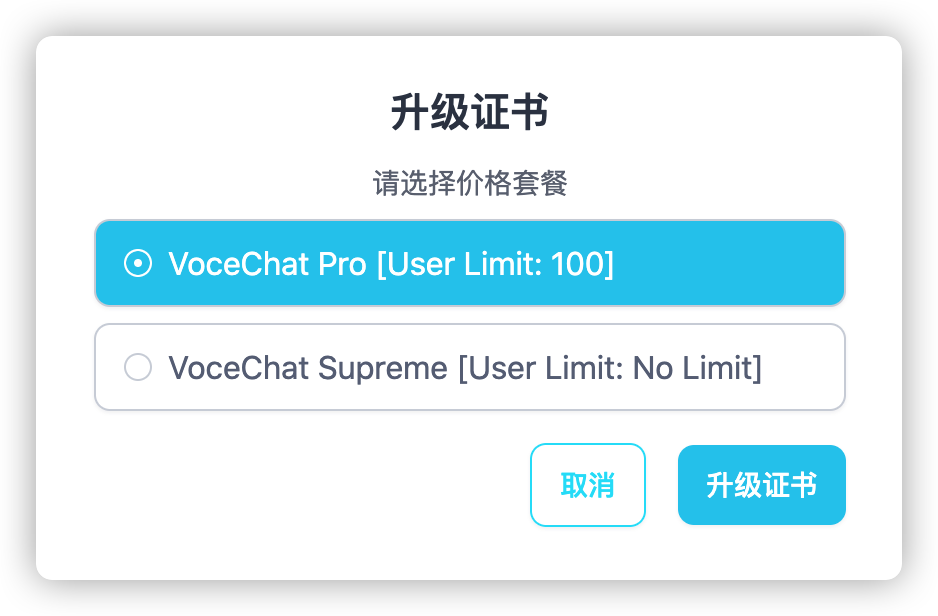 升级证书
请选择价格套餐
VoceChat Pro [User Limit: 100]
VoceChat Supreme [User Limit: No Limit]
取消
升级证书